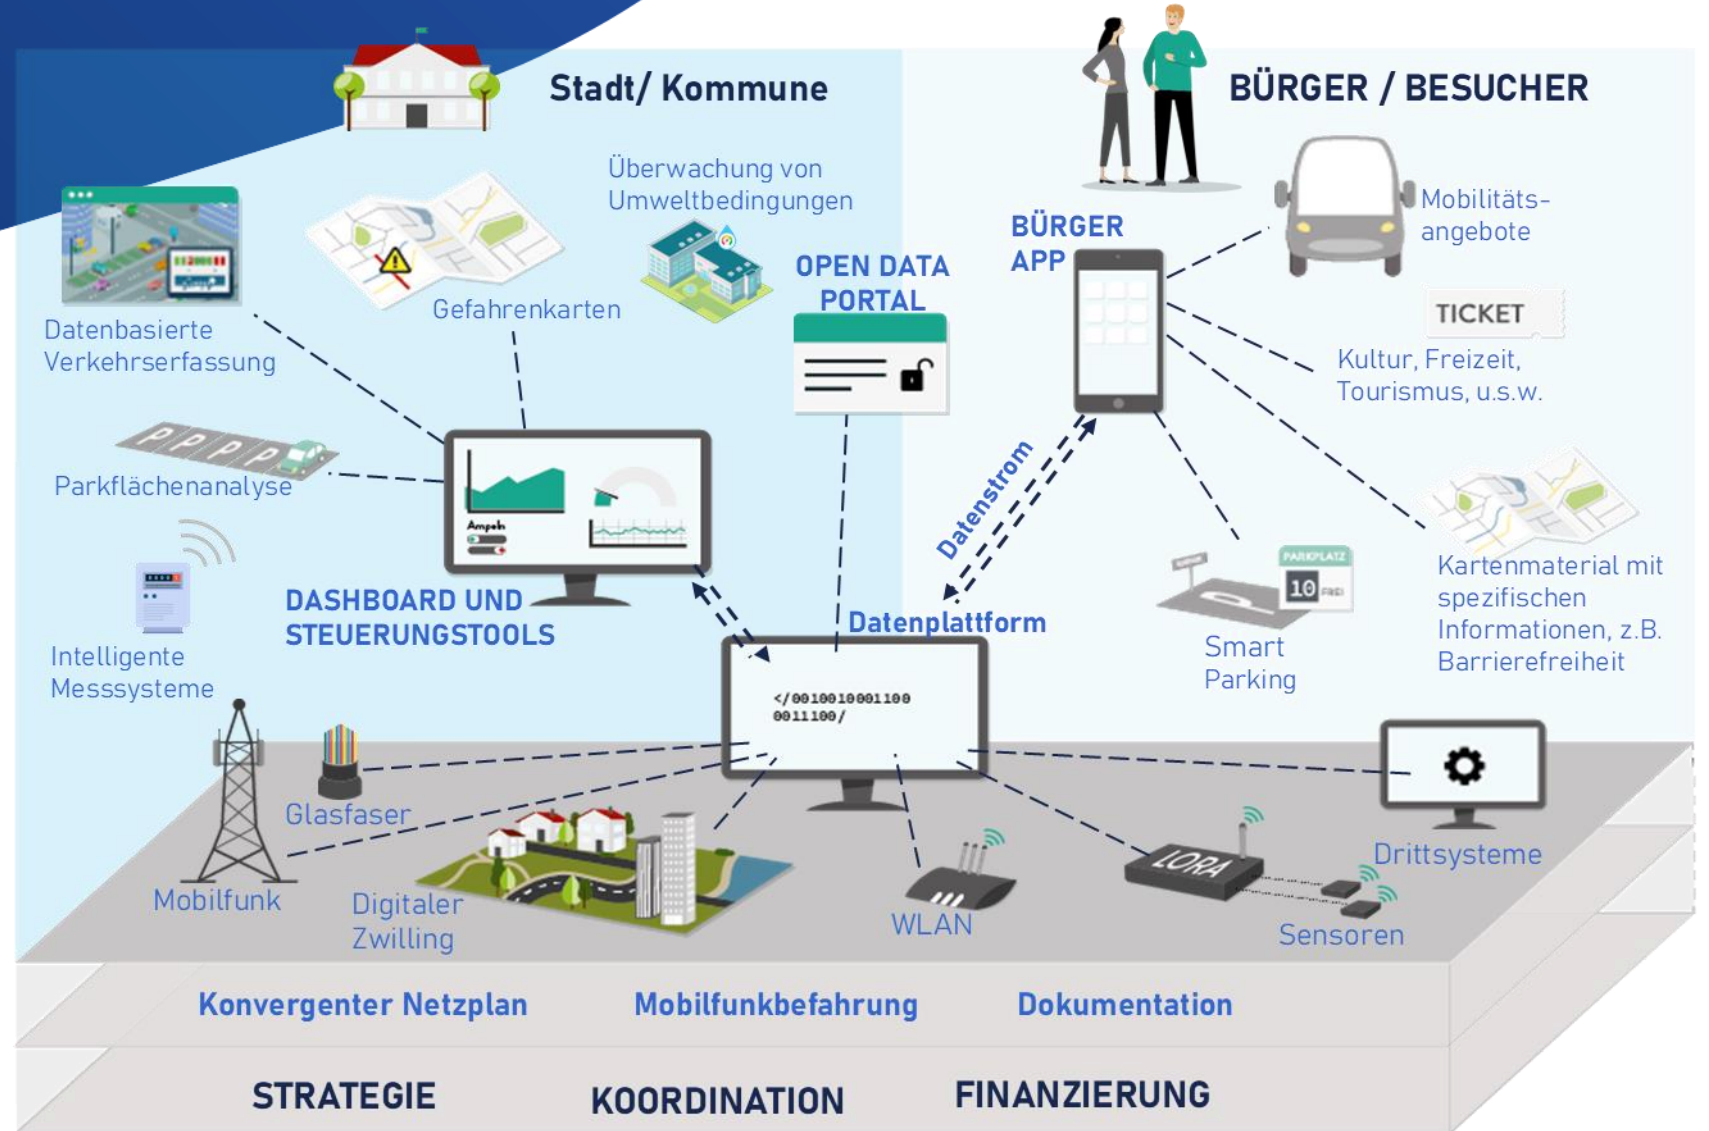 Stadt/ Kommune
BÜRGER / BESUCHER
Überwachung von
Umweltbedingungen
Mobilitäts-
angebote
BÜRGER
APP
OPEN DATA
PORTAL
Gefahrenkarten
TICKET
Datenbasierte
Verkehrserfassung
Kultur, Freizeit,
Tourismus, u.s.w.
P P P P
Parkflächenanalyse
Ampeln
Datenstrom
PARKPLATZ
10 FREI
Kartenmaterial mit
spezifischen
Informationen, z.B.
Barrierefreiheit
DASHBOARD UND
STEUERUNGSTOOLS
Datenplattform
P
Smart
Parking
Intelligente
Messsysteme
</0010010001100
0011100/
Glasfaser
LORA
Drittsysteme
Mobilfunk
Digitaler
Zwilling
WLAN
Sensoren
Konvergenter Netzplan
Mobilfunkbefahrung
Dokumentation
STRATEGIE
KOORDINATION
FINANZIERUNG